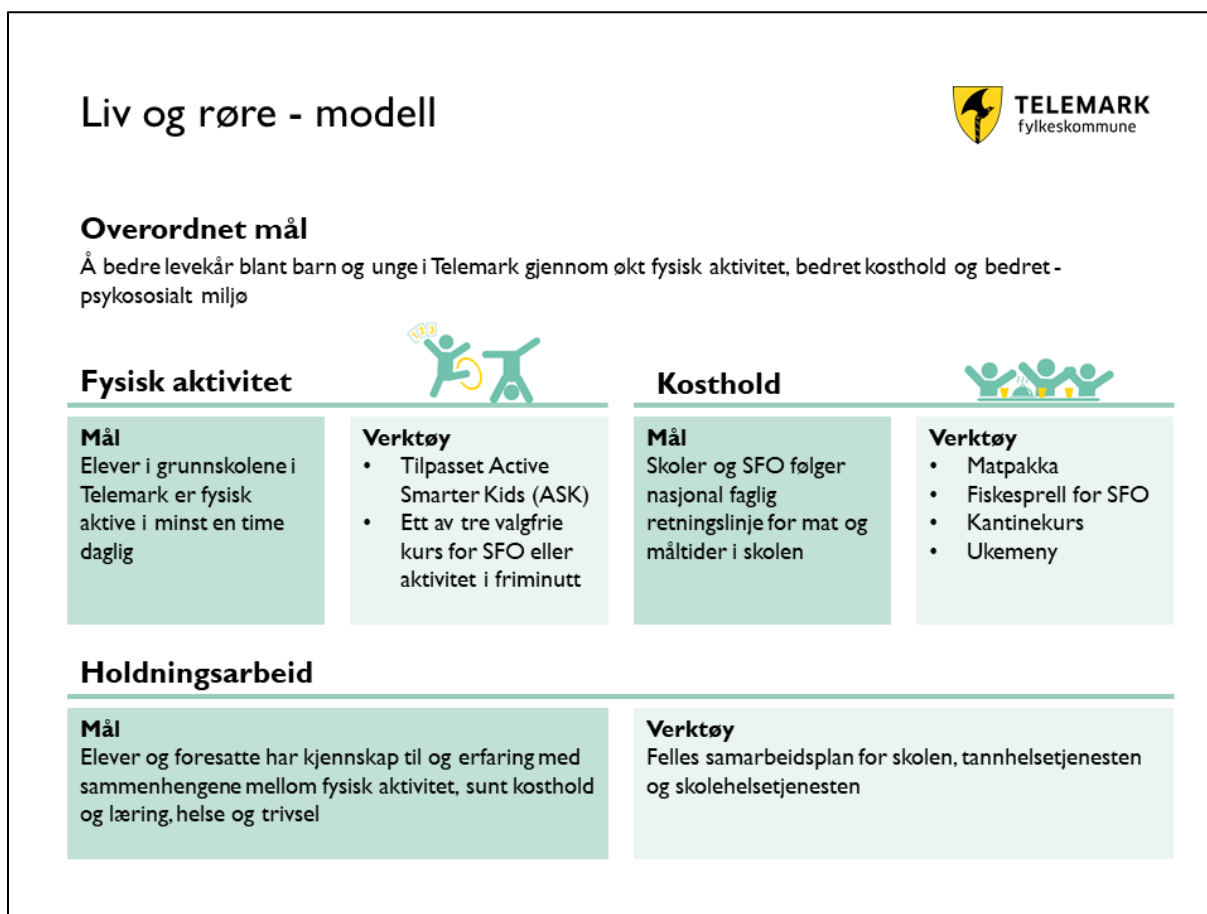 Liv og røre - modell
TELEMARK
fylkeskommune
Overordnet mål
Å bedre levekår blant barn og unge i Telemark gjennom økt fysisk aktivitet, bedret kosthold og bedret -
psykososialt miljø
1 2 3
Fysisk aktivitet
Mål
Elever i grunnskolene i
Telemark er fysisk
aktive i minst en time
daglig
Verktøy
• Tilpasset Active
Smarter Kids (ASK)
• Ett av tre valgfrie
kurs for SFO eller
aktivitet i friminutt
Kosthold
Mål
Skoler og SFO følger
nasjonal faglig
retningslinje for mat og
måltider i skolen
Verktøy
• Matpakka
• Fiskesprell for SFO
• Kantinekurs
• Ukemeny
Holdningsarbeid
Mål
Elever og foresatte har kjennskap til og erfaring med
sammenhengene mellom fysisk aktivitet, sunt kosthold
og læring, helse og trivsel
Verktøy
Felles samarbeidsplan for skolen, tannhelsetjenesten
og skolehelsetjenesten